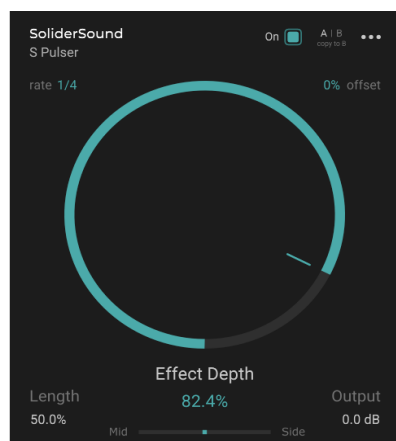 SoliderSound
S Pulser
On
A | B
copy to B
rate 1/4
0% offset
Effect Depth
82.4%
Length
50.0%
Output
0.0 dB
Mid
Side